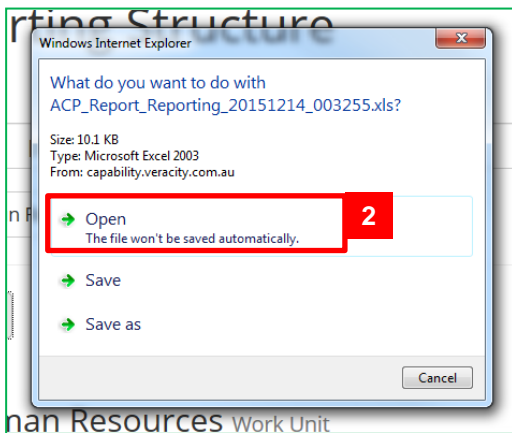 rting Structure
Windows Internet Explorer
What do you want to do with
ACP_Report_Reporting_20151214_003255.xls?
Size: 10.1 KB
Type: Microsoft Excel 2003
From: capability.veracity.com.au
n
Open
2
The file won't be saved automatically.
Save
Save as
Cancel
nan Resources Work Unit